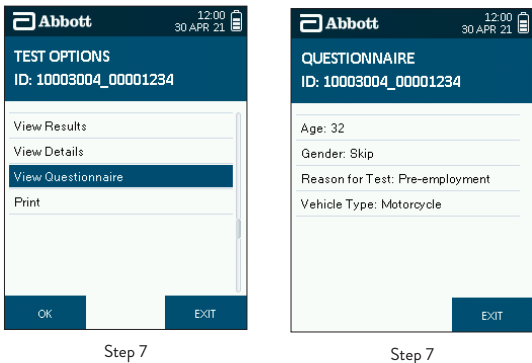 Abbott
12:00
30 APR 21
TEST OPTIONS
ID: 10003004_00001234
View Results
View Details
View Questionnaire
Print
OK
EXIT
Step 7
Abbott
12:00
30 APR 21
QUESTIONNAIRE
ID: 10003004_00001234
Age: 32
Gender: Skip
Reason for Test: Pre-employment
Vehicle Type: Motorcycle
EXIT
Step 7